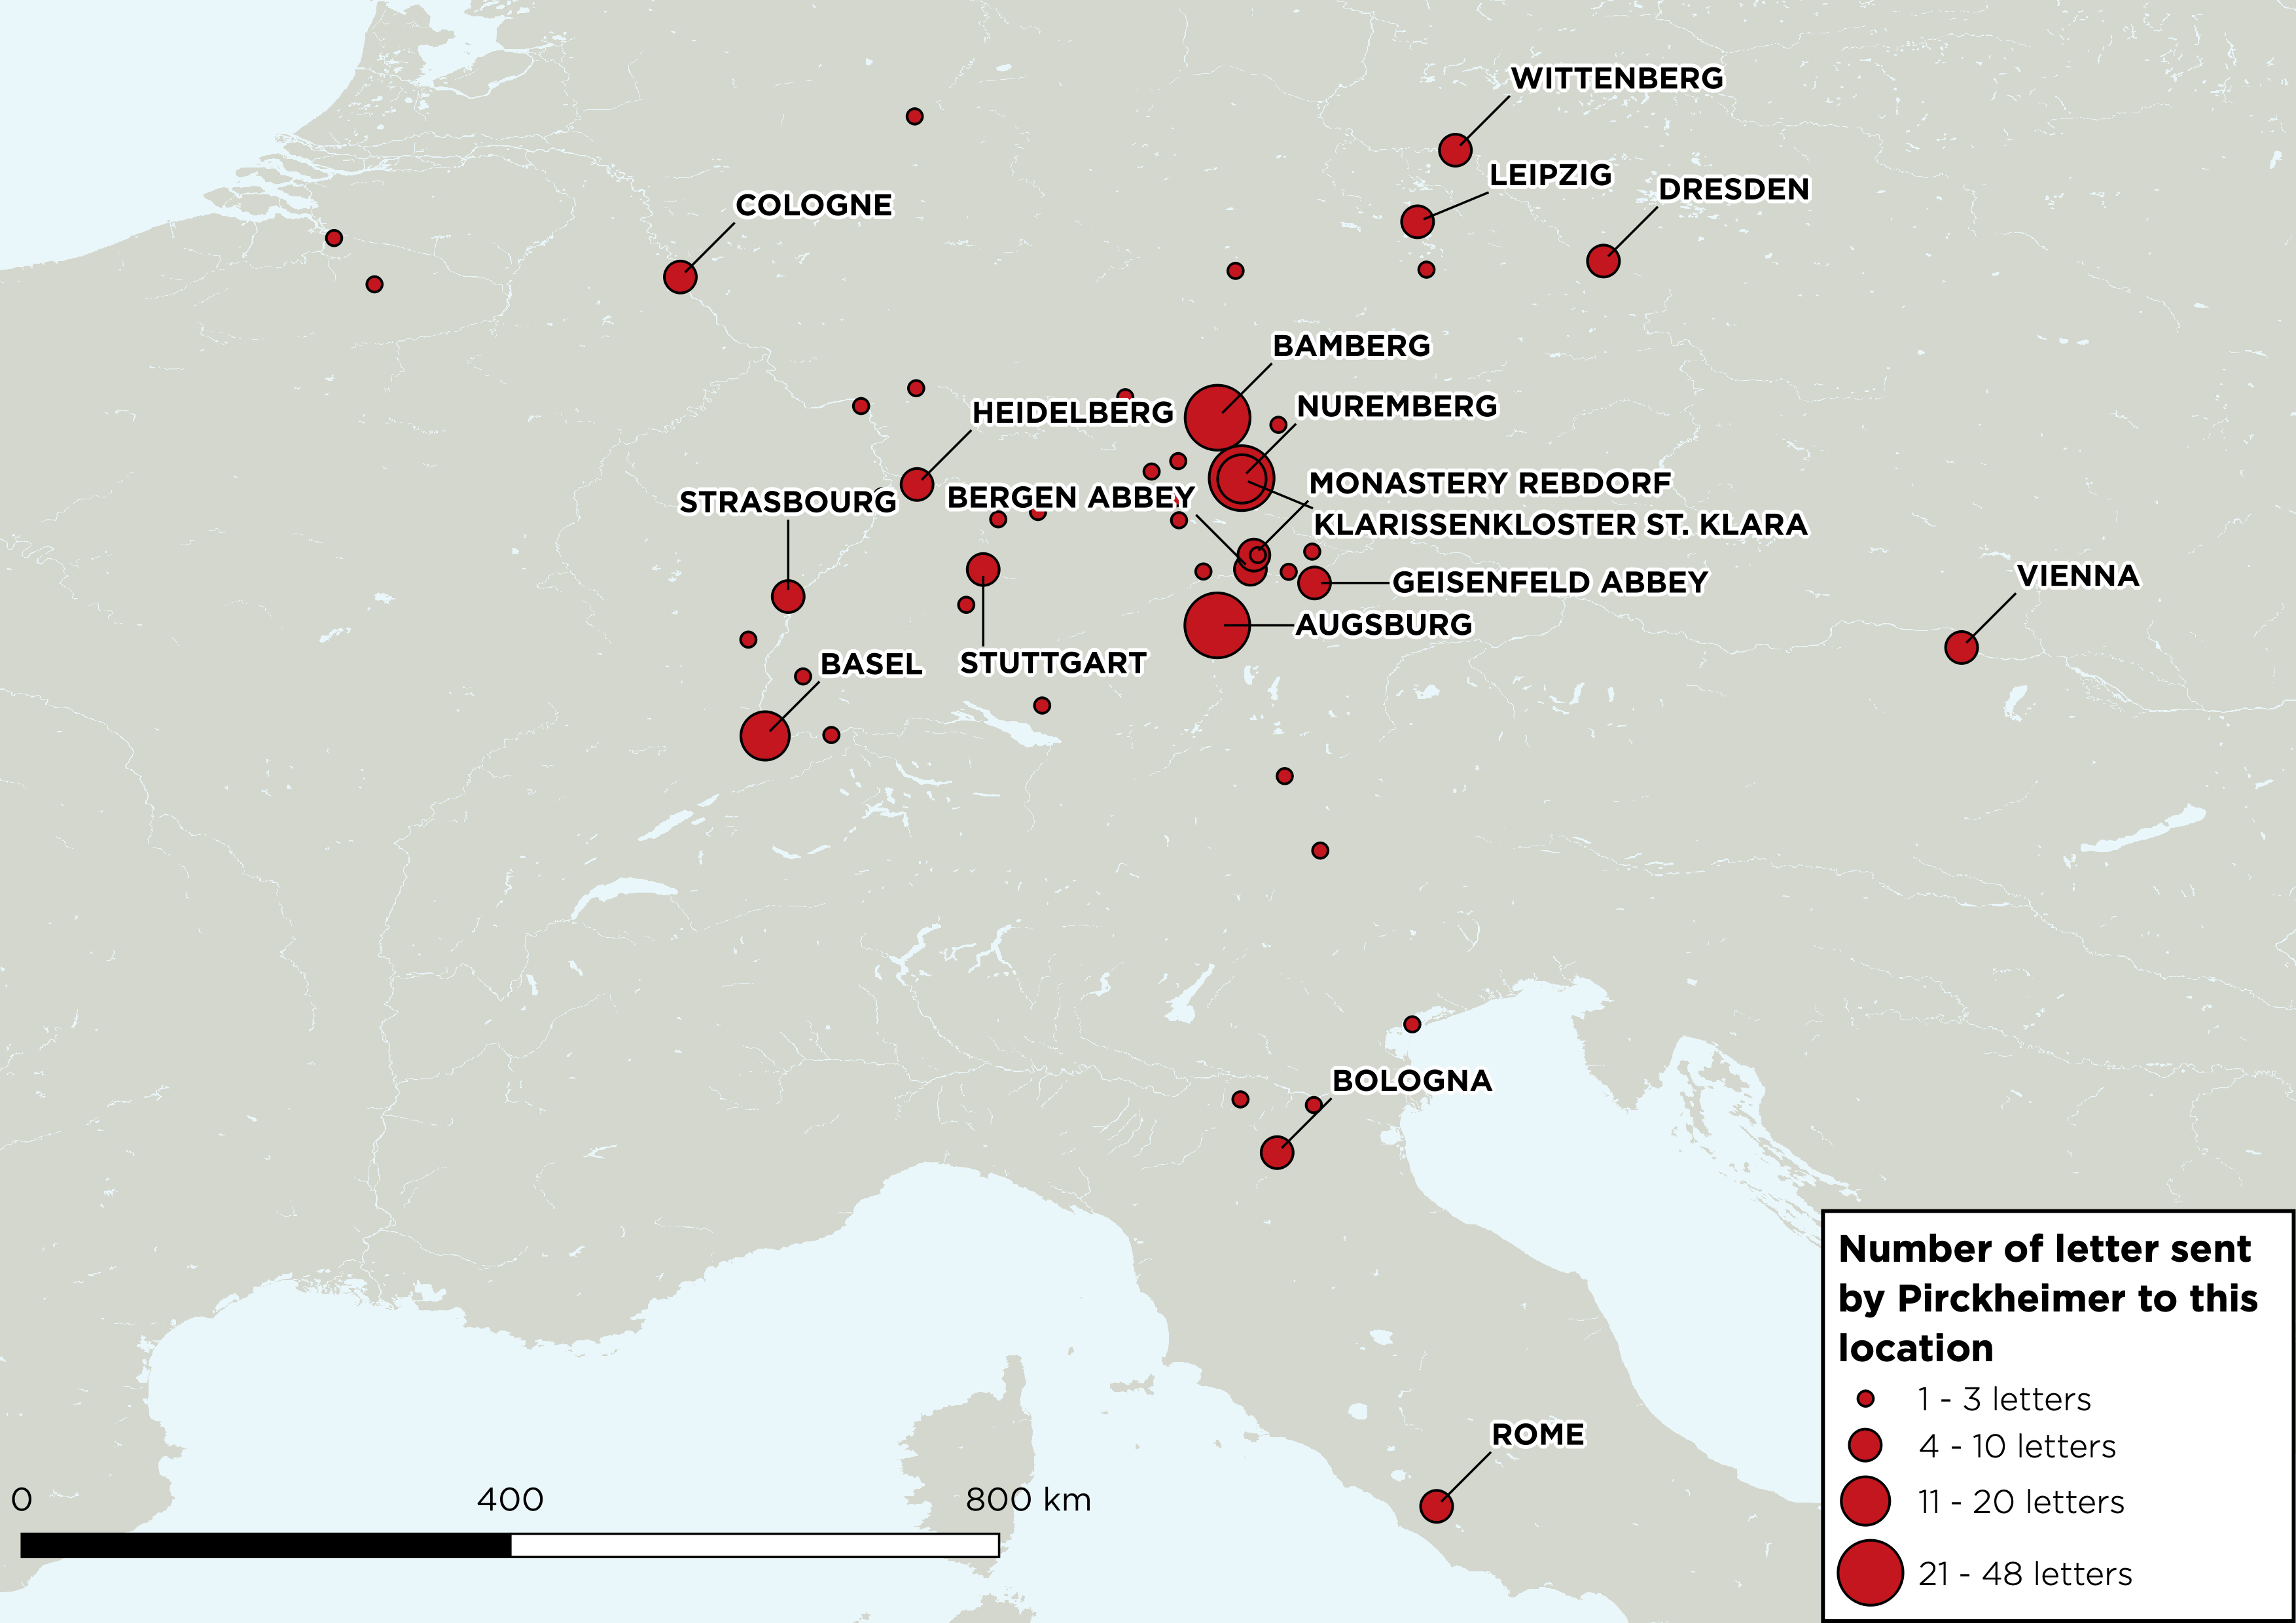 WITTENBERG
LEIPZIG
DRESDEN
COLOGNE
BAMBERG
HEIDELBERG
NUREMBERG
STRASBOURG
BERGEN ABBEY
MONASTERY REBDORF
KLARISSENKLOSTER ST. KLARA
GEISENFELD ABBEY
VIENNA
AUGSBURG
BASEL
STUTTGART
BOLOGNA
ROME
0
400
800 km
Number of letter sent
by Pirckheimer to this
location
1 - 3 letters
4 - 10 letters
11 - 20 letters
21 - 48 letters